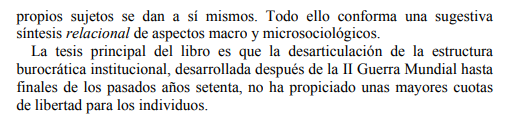 propios sujetos se dan a sí mismos. Todo ello conforma una sugestiva
síntesis relacional de aspectos macro y microsociológicos.
La tesis principal del libro es que la desarticulación de la estructura
burocrática institucional, desarrollada después de la II Guerra Mundial hasta
finales de los pasados años setenta, no ha propiciado unas mayores cuotas
de libertad para los individuos.